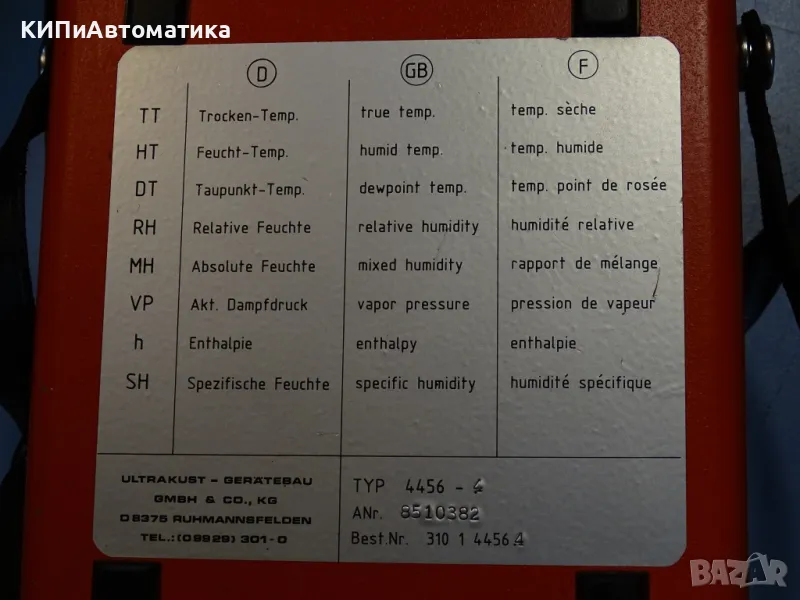 КИПиАвтоматика
D GB F
TT Trocken-Temp. true temp. temp. sèche
HT Feucht-Temp. humid temp. temp. humide
DT Taupunkt-Temp. dewpoint temp. temp. point de rosée
RH Relative Feuchte relative humidity humidité relative
MH Absolute Feuchte mixed humidity rapport de mélange
VP Akt. Dampfdruck vapor pressure pression de vapeur
h Enthalpie enthalpy enthalpie
SH Spezifische Feuchte specific humidity humidité spécifique
ULTRAKUST - GERÄTEBAU
GMBH & CO., KG
D 8375 RUHMANNSFELDEN
TEL.: (09929) 301-0
TYP 4456 - 4
ANr. 8510382
Best.Nr. 310 1 4456.4
BAZAR